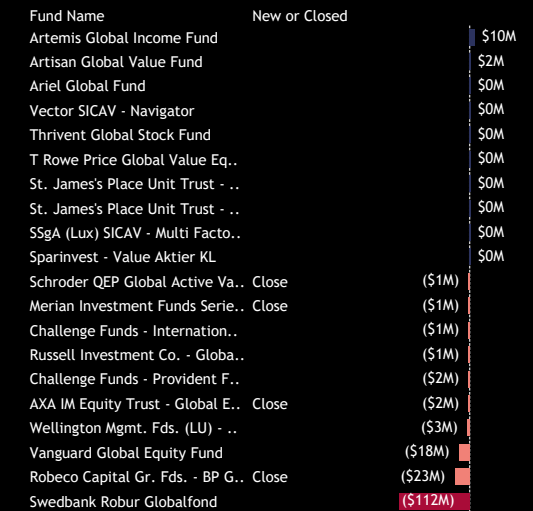 Fund Name New or Closed
Artemis Global Income Fund $10M
Artisan Global Value Fund $2M
Ariel Global Fund $0M
Vector SICAV - Navigator $0M
Thrivent Global Stock Fund $0M
T Rowe Price Global Value Eq.. $0M
St. James's Place Unit Trust - .. $0M
St. James's Place Unit Trust - .. $0M
SSgA (Lux) SICAV - Multi Facto.. $0M
Sparinvest - Value Aktier KL $0M
Schroder QEP Global Active Va.. Close ($1M)
Merian Investment Funds Serie.. Close ($1M)
Challenge Funds - Internation.. ($1M)
Russell Investment Co. - Globa.. ($1M)
Challenge Funds - Provident F.. ($2M)
AXA IM Equity Trust - Global E.. Close ($2M)
Wellington Mgmt. Fds. (LU) - .. ($3M)
Vanguard Global Equity Fund ($18M)
Robeco Capital Gr. Fds. - BP G.. Close ($23M)
Swedbank Robur Globalfond ($112M)